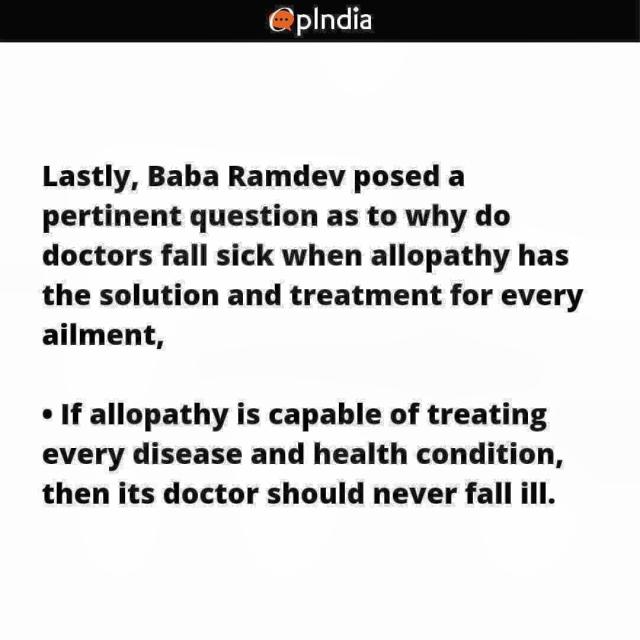 OpIndia
Lastly, Baba Ramdev posed a
pertinent question as to why do
doctors fall sick when allopathy has
the solution and treatment for every
ailment,
• If allopathy is capable of treating
every disease and health condition,
then its doctor should never fall ill.